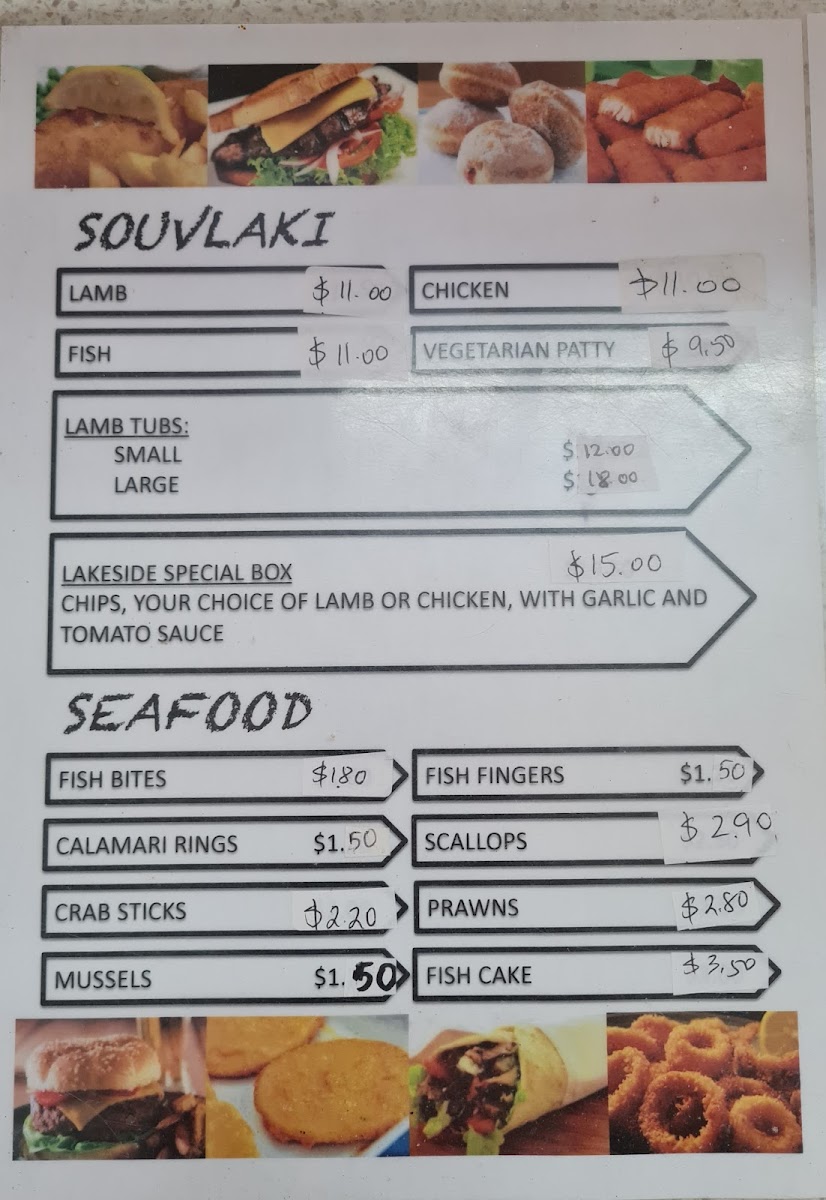 SOUVLAKI
LAMB $11.00
CHICKEN $11.00
FISH $11.00
VEGETARIAN PATTY $9.50
LAMB TUBS:
SMALL $12.00
LARGE $18.00
LAKESIDE SPECIAL BOX $15.00
CHIPS, YOUR CHOICE OF LAMB OR CHICKEN, WITH GARLIC AND
TOMATO SAUCE
SEAFOOD
FISH BITES $1.80
FISH FINGERS $1.50
CALAMARI RINGS $1.50
SCALLOPS $2.90
CRAB STICKS $2.20
PRAWNS $2.80
MUSSELS $1.50
FISH CAKE $3.50